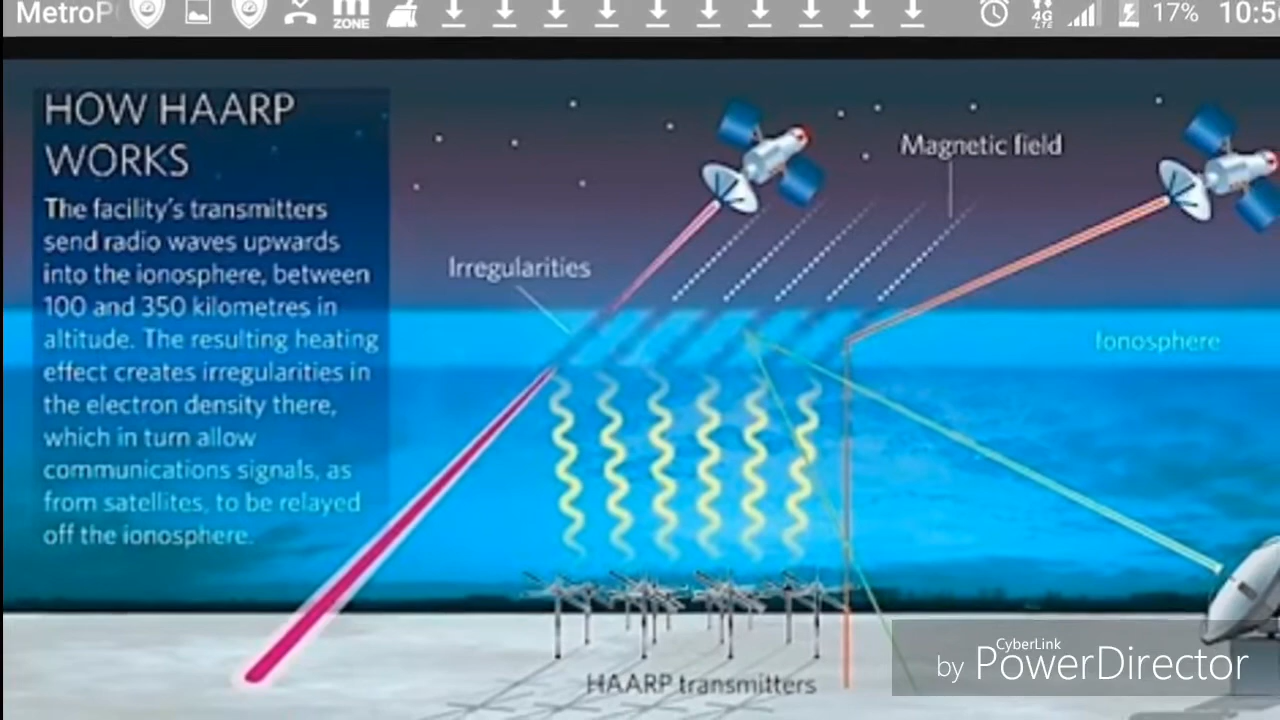 MetroP
m
ZONE
4G
LTE
17%
10:5
HOW HAARP
WORKS
The facility's transmitters
send radio waves upwards
into the ionosphere, between
100 and 350 kilometres in
altitude. The resulting heating
effect creates irregularities in
the electron density there,
which in turn allow
communications signals, as
from satellites, to be relayed
off the ionosphere.
Magnetic field
Irregularities
Ionosphere
HAARP transmitters
CyberLink
by PowerDirector